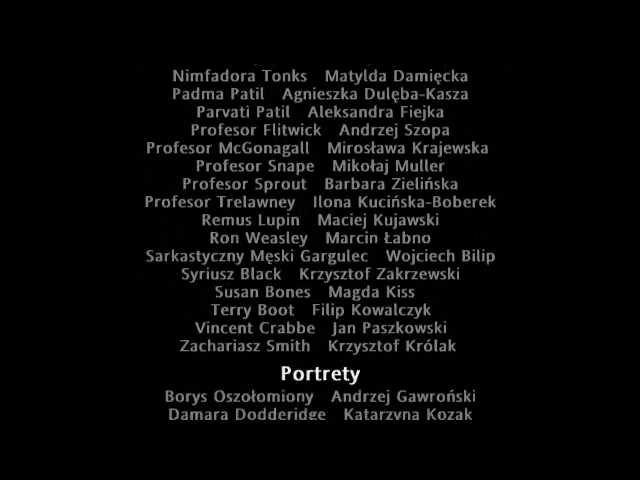 Nimfadora Tonks Matylda Damięcka
Padma Patil Agnieszka Dulęba-Kasza
Parvati Patil Aleksandra Fiejka
Profesor Flitwick Andrzej Szopa
Profesor McGonagall Mirosława Krajewska
Profesor Snape Mikołaj Muller
Profesor Sprout Barbara Zielińska
Profesor Trelawney Ilona Kucińska-Boberek
Remus Lupin Maciej Kujawski
Ron Weasley Marcin Łabno
Sarkastyczny Męski Gargulec Wojciech Bilip
Syriusz Black Krzysztof Zakrzewski
Susan Bones Magda Kiss
Terry Boot Filip Kowalczyk
Vincent Crabbe Jan Paszkowski
Zachariasz Smith Krzysztof Królak
Portrety
Borys Oszołomiony Andrzej Gawroński
Damara Dodderidge Katarzyna Kozak